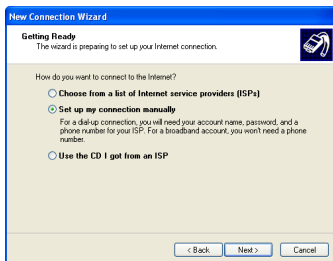 New Connection Wizard
Getting Ready
The wizard is preparing to set up your Internet connection.
How do you want to connect to the Internet?
Choose from a list of Internet service providers (ISPs)
Set up my connection manually
For a dial-up connection, you will need your account name, password, and a
phone number for your ISP. For a broadband account, you won't need a phone
number.
Use the CD I got from an ISP
< Back
Next >
Cancel